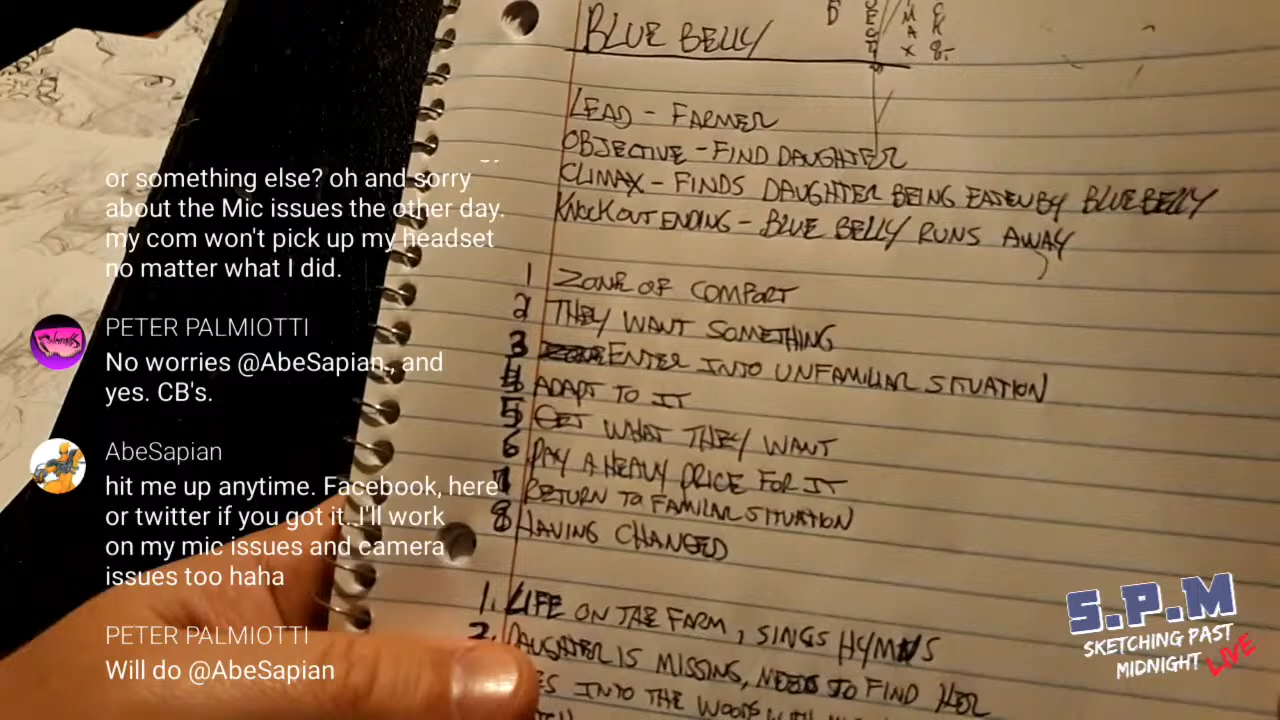 BLUE BELLY
LEAD - FARMER
OBJECTIVE - FIND DAUGHTER
CLIMAX - FINDS DAUGHTER BEING EATEN BY BLUE BELLY
KNOCKOUT ENDING - BLUE BELLY RUNS AWAY
1 ZONE OF COMFORT
2 THEY WANT SOMETHING
3 ENTER INTO UNFAMILIAR SITUATION
4 ADAPT TO IT
5 GET WHAT THEY WANT
6 PAY A HEAVY PRICE FOR IT
7 RETURN TO FAMILIAR SITUATION
8 HAVING CHANGED
1. LIFE ON THE FARM, SINGS HYMNS
2. DAUGHTER IS MISSING, NEEDS TO FIND HER
INTO THE WOODS
or something else? oh and sorry
about the Mic issues the other day.
my com won't pick up my headset
no matter what I did.
PETER PALMIOTTI
No worries @AbeSapian., and
yes. CB's.
AbeSapian
hit me up anytime. Facebook, here
or twitter if you got it. I'll work
on my mic issues and camera
issues too haha
PETER PALMIOTTI
Will do @AbeSapian
S.P.M
SKETCHING PAST
MIDNIGHT LIVE